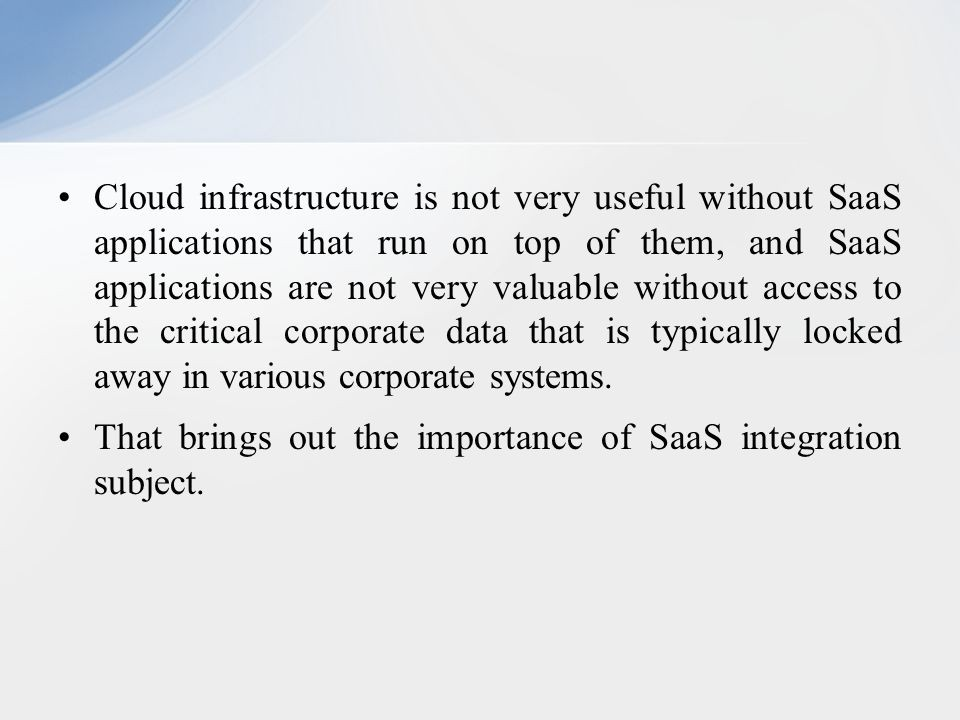 • Cloud infrastructure is not very useful without SaaS
applications that run on top of them, and SaaS
applications are not very valuable without access to
the critical corporate data that is typically locked
away in various corporate systems.
• That brings out the importance of SaaS integration
subject.